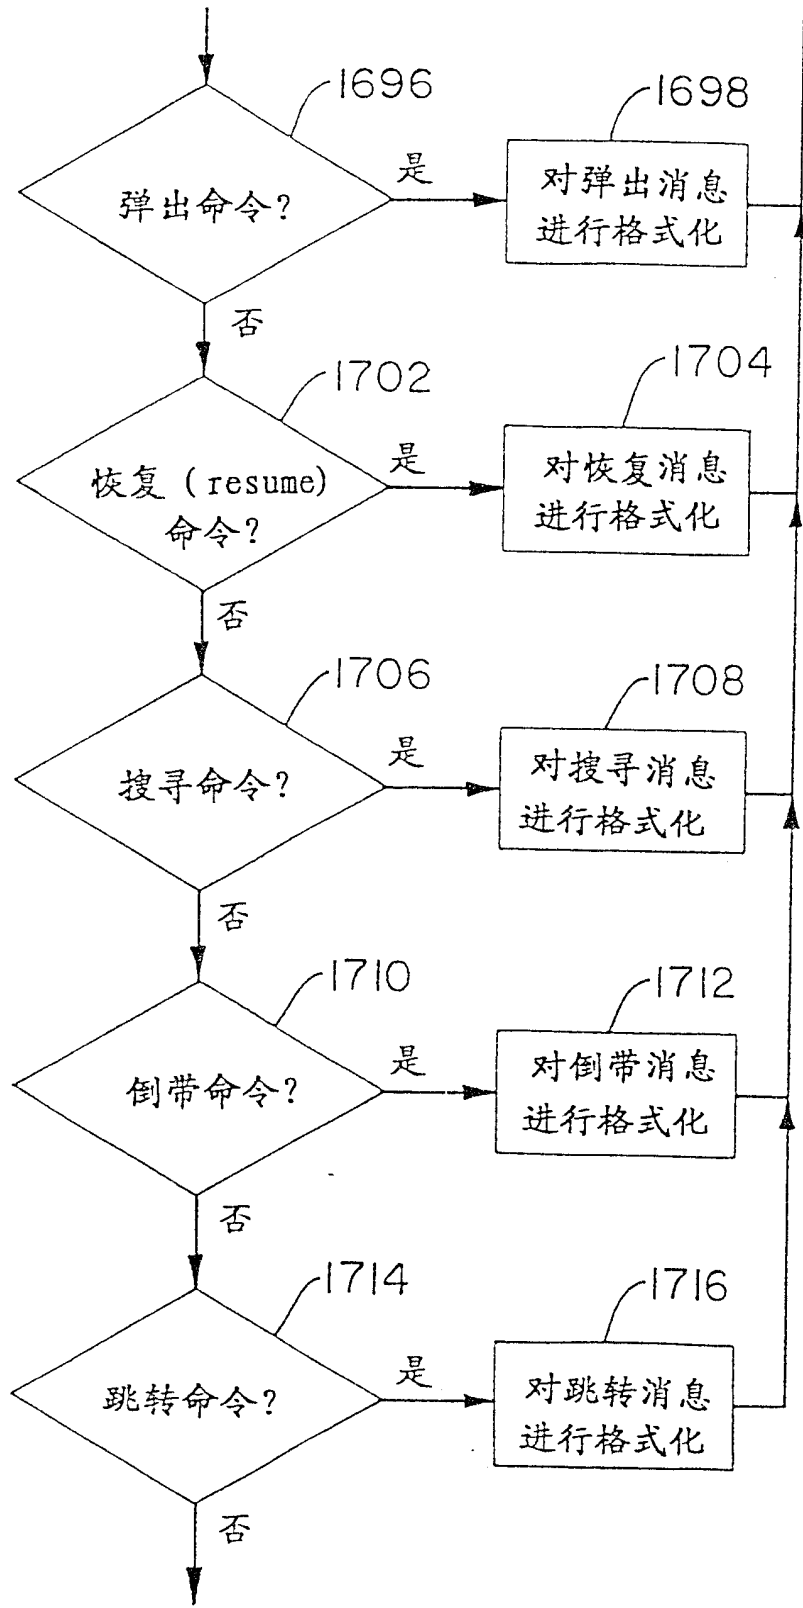 1696
弹出命令?
是
1698
对弹出消息
进行格式化
否
1702
恢复(resume)
命令?
是
1704
对恢复消息
进行格式化
否
1706
搜寻命令?
是
1708
对搜寻消息
进行格式化
否
1710
倒带命令?
是
1712
对倒带消息
进行格式化
否
1714
跳转命令?
是
1716
对跳转消息
进行格式化
否